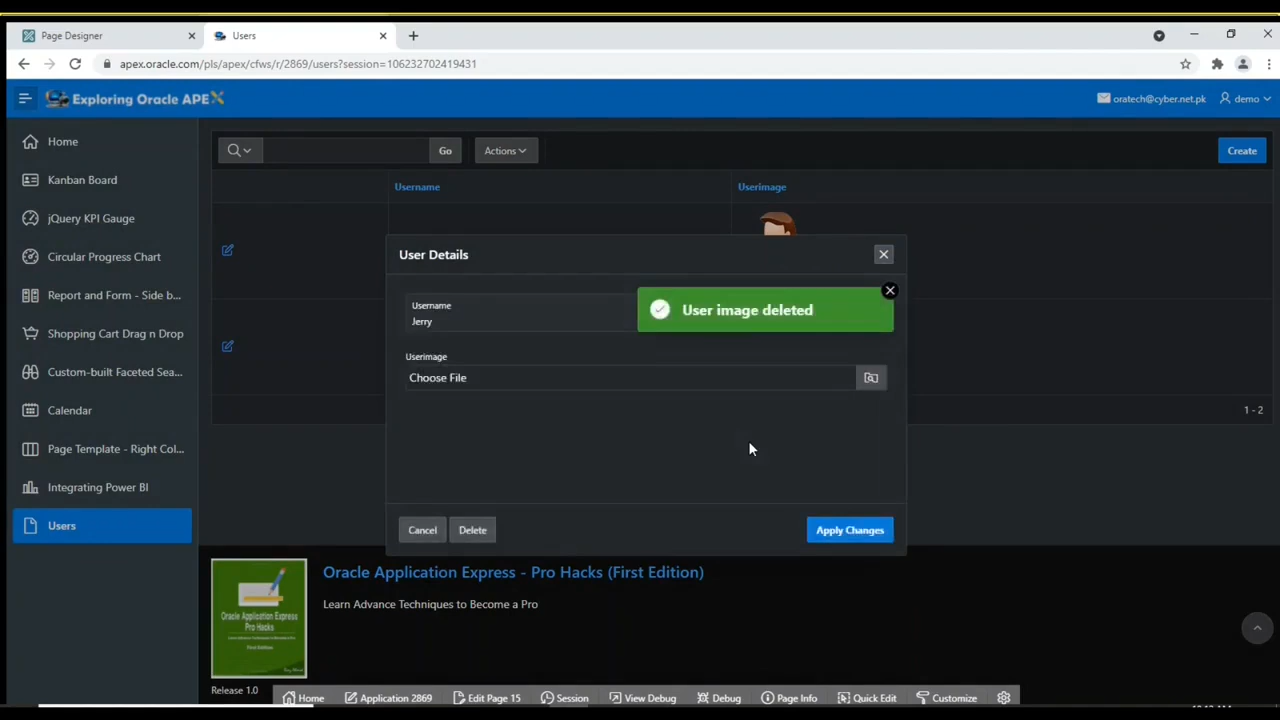 Page Designer
Users
apex.oracle.com/pls/apex/cfws/r/2869/users?session=106232702419431
Exploring Oracle APEX
oratech@cyber.net.pk
demo
Home
Kanban Board
jQuery KPI Gauge
Circular Progress Chart
Report and Form - Side b...
Shopping Cart Drag n Drop
Custom-built Faceted Sea...
Calendar
Page Template - Right Col...
Integrating Power BI
Users
Go
Actions
Create
Username
Userimage
User Details
Username
Jerry
User image deleted
Userimage
Choose File
1 - 2
Cancel
Delete
Apply Changes
Oracle Application Express
Pro Hacks
First Edition
Oracle Application Express - Pro Hacks (First Edition)
Learn Advance Techniques to Become a Pro
Release 1.0
Home
Application 2869
Edit Page 15
Session
View Debug
Debug
Page Info
Quick Edit
Customize